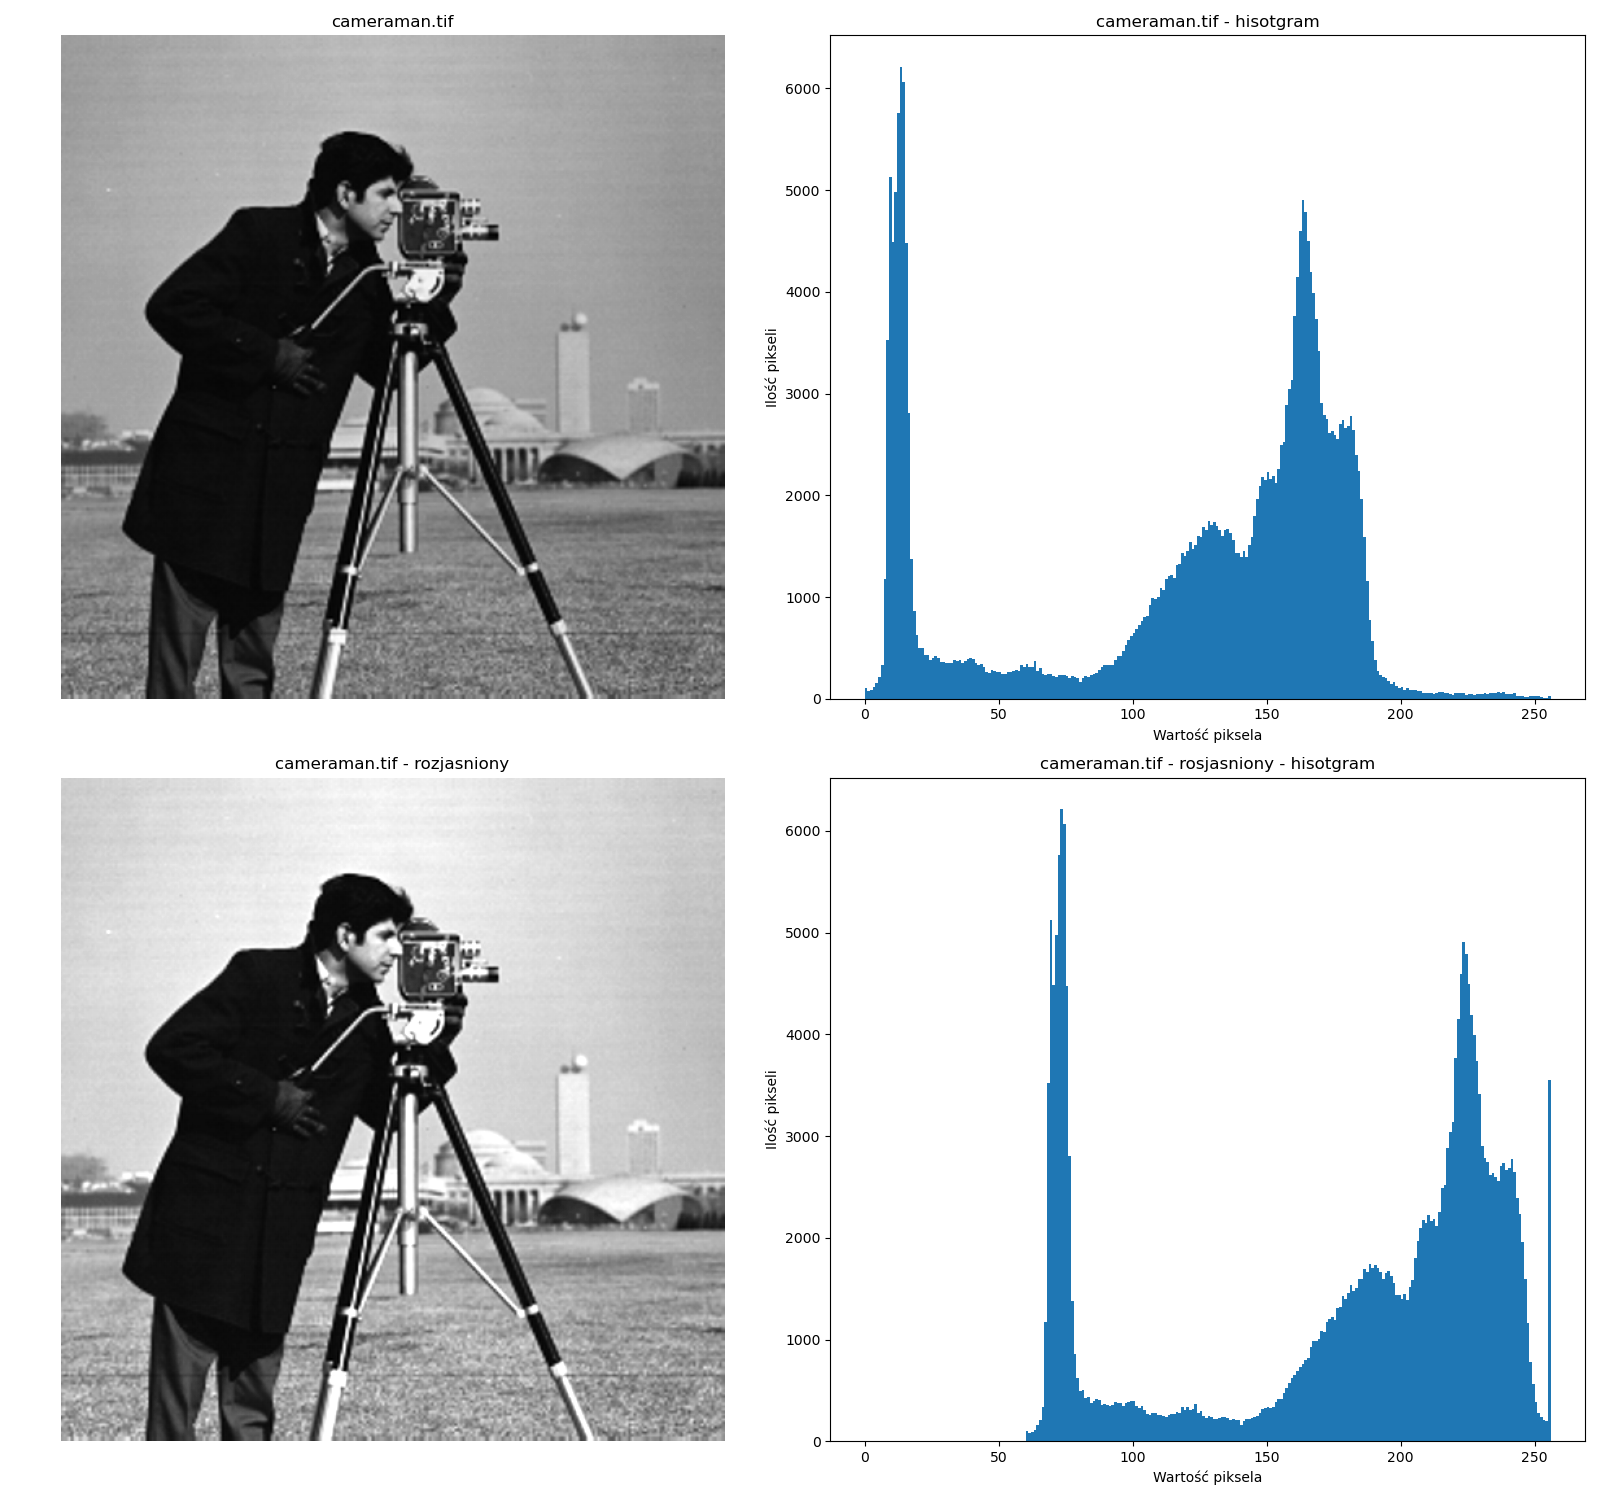 cameraman.tif
cameraman.tif - hisotgram
6000
5000
4000
3000
2000
1000
0
Ilość pikseli
0 50 100 150 200 250
Wartość piksela
cameraman.tif - rozjasniony
cameraman.tif - rosjasniony - hisotgram
6000
5000
4000
3000
2000
1000
0
Ilość pikseli
0 50 100 150 200 250
Wartość piksela